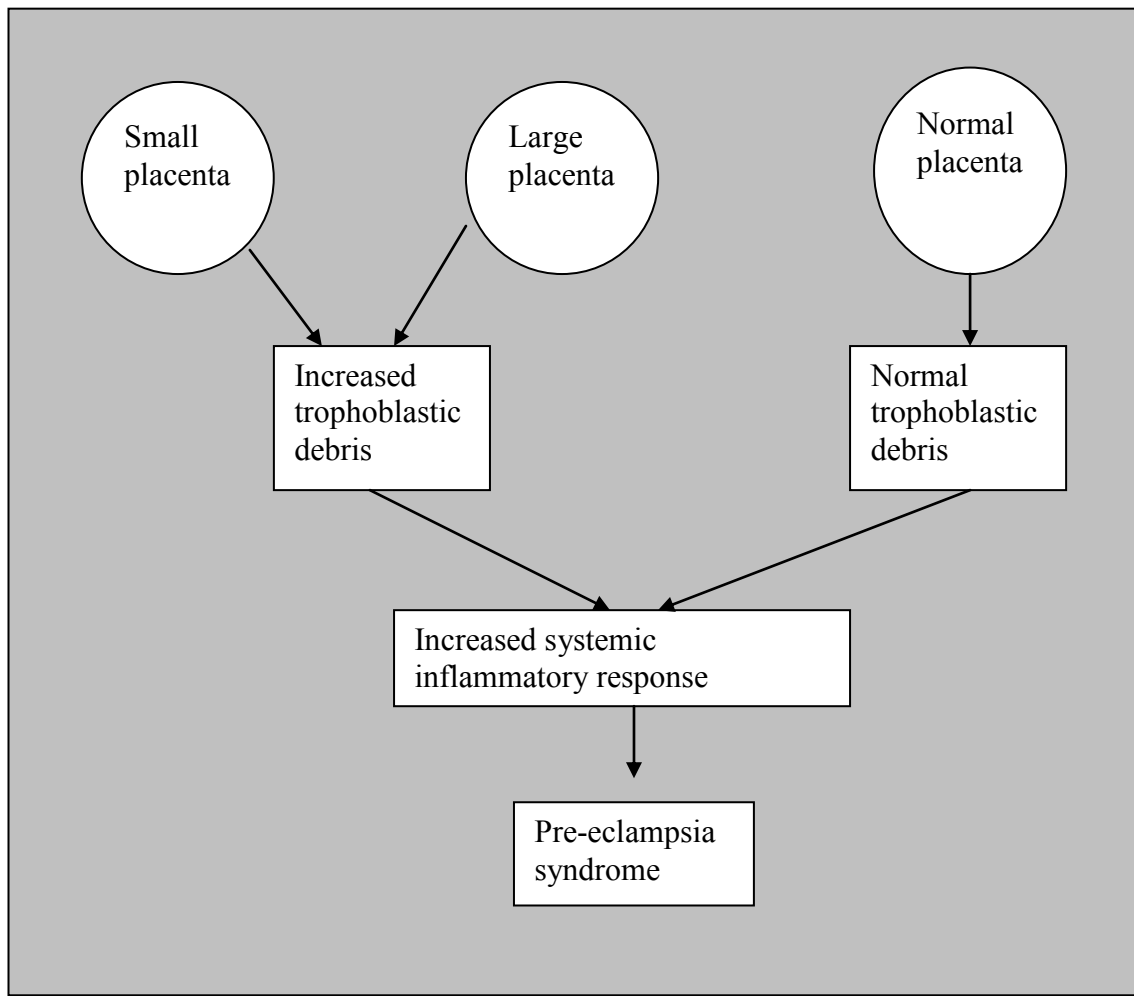 Small
placenta
Large
placenta
Normal
placenta
Increased
trophoblastic
debris
Normal
trophoblastic
debris
Increased systemic
inflammatory response
Pre-eclampsia
syndrome